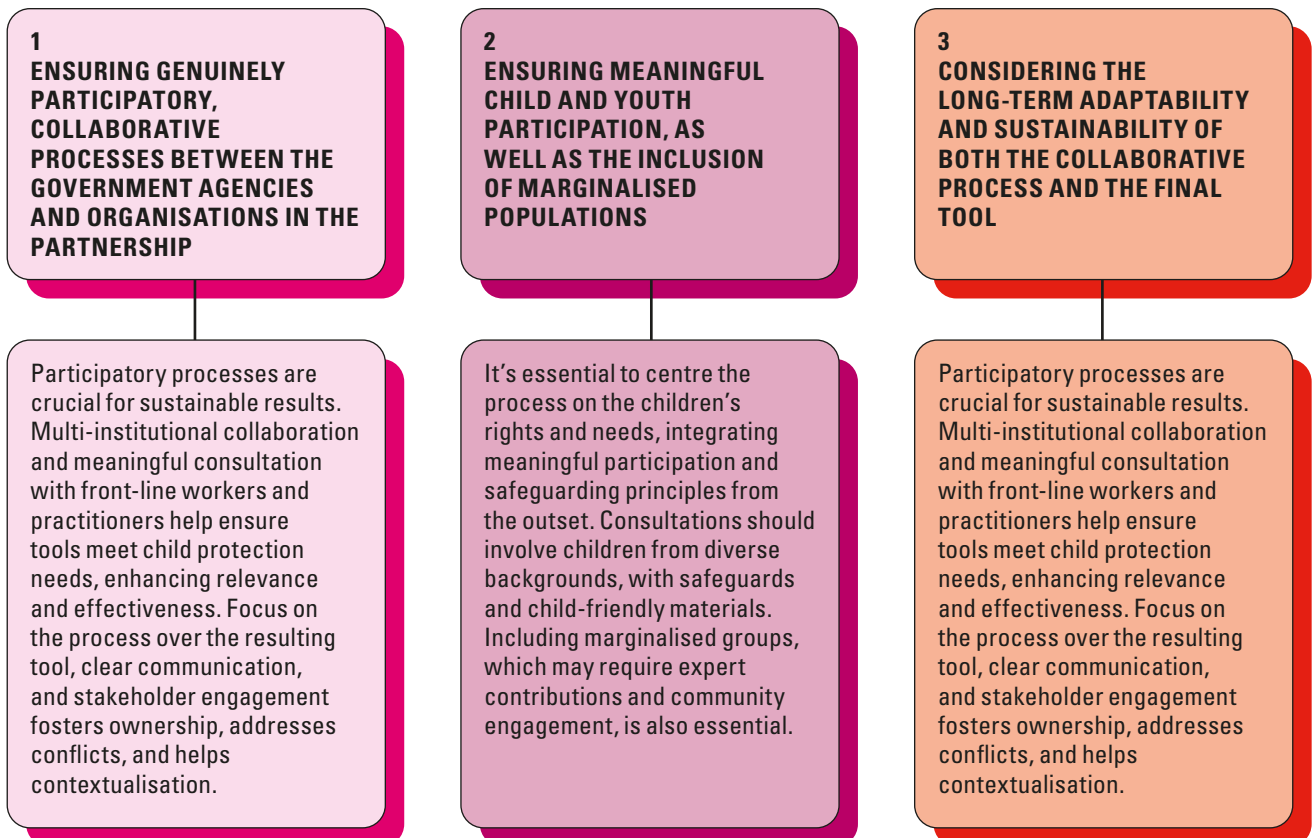 1
ENSURING GENUINELY
PARTICIPATORY,
COLLABORATIVE
PROCESSES BETWEEN THE
GOVERNMENT AGENCIES
AND ORGANISATIONS IN THE
PARTNERSHIP
Participatory processes are
crucial for sustainable results.
Multi-institutional collaboration
and meaningful consultation
with front-line workers and
practitioners help ensure
tools meet child protection
needs, enhancing relevance
and effectiveness. Focus on
the process over the resulting
tool, clear communication,
and stakeholder engagement
fosters ownership, addresses
conflicts, and helps
contextualisation.
2
ENSURING MEANINGFUL
CHILD AND YOUTH
PARTICIPATION, AS
WELL AS THE INCLUSION
OF MARGINALISED
POPULATIONS
It's essential to centre the
process on the children's
rights and needs, integrating
meaningful participation and
safeguarding principles from
the outset. Consultations should
involve children from diverse
backgrounds, with safeguards
and child-friendly materials.
Including marginalised groups,
which may require expert
contributions and community
engagement, is also essential.
3
CONSIDERING THE
LONG-TERM ADAPTABILITY
AND SUSTAINABILITY OF
BOTH THE COLLABORATIVE
PROCESS AND THE FINAL
TOOL
Participatory processes are
crucial for sustainable results.
Multi-institutional collaboration
and meaningful consultation
with front-line workers and
practitioners help ensure
tools meet child protection
needs, enhancing relevance
and effectiveness. Focus on
the process over the resulting
tool, clear communication,
and stakeholder engagement
fosters ownership, addresses
conflicts, and helps
contextualisation.